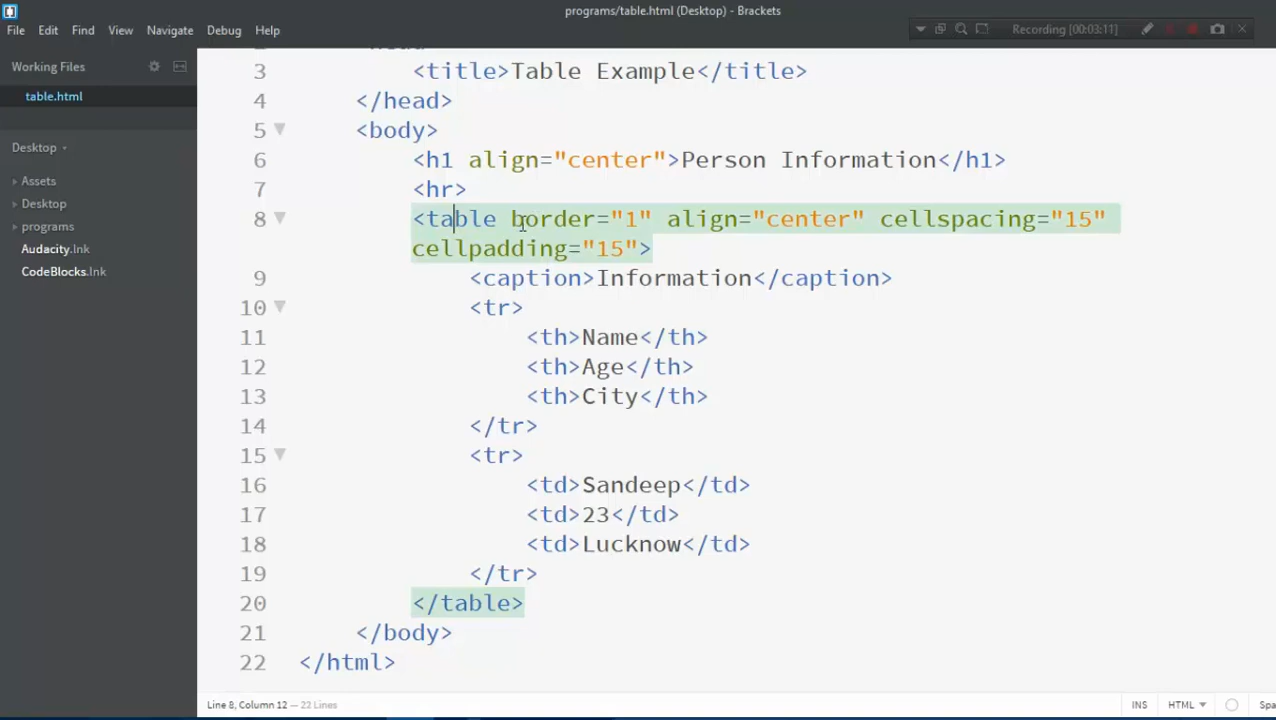 programs/table.html (Desktop) - Brackets
File Edit Find View Navigate Debug Help
Recording [00:03:11]
Working Files
table.html
Desktop
Assets
Desktop
programs
Audacity.lnk
CodeBlocks.lnk
3 <title>Table Example</title>
4 </head>
5 <body>
6 <h1 align="center">Person Information</h1>
7 <hr>
8 <table border="1" align="center" cellspacing="15"
cellpadding="15">
9 <caption>Information</caption>
10 <tr>
11 <th>Name</th>
12 <th>Age</th>
13 <th>City</th>
14 </tr>
15 <tr>
16 <td>Sandeep</td>
17 <td>23</td>
18 <td>Lucknow</td>
19 </tr>
20 </table>
21 </body>
22 </html>
Line 8, Column 12 — 22 Lines
INS HTML Spa